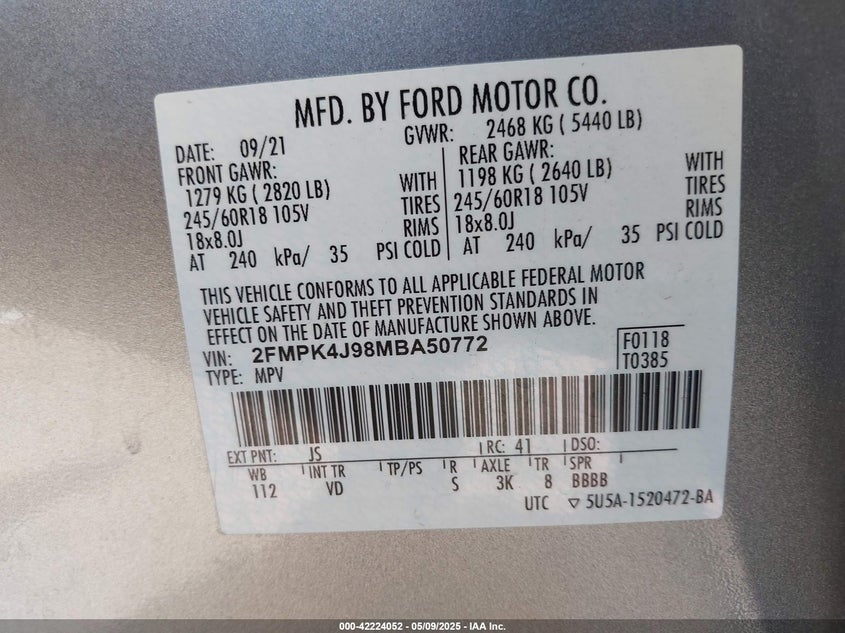 MFD. BY FORD MOTOR CO.
DATE: 09/21 GVWR: 2468 KG ( 5440 LB)
FRONT GAWR: REAR GAWR:
1279 KG ( 2820 LB) WITH 1198 KG ( 2640 LB) WITH
245/60R18 105V TIRES 245/60R18 105V TIRES
18x8.0J RIMS 18x8.0J RIMS
AT 240 kPa/ 35 PSI COLD AT 240 kPa/ 35 PSI COLD
THIS VEHICLE CONFORMS TO ALL APPLICABLE FEDERAL MOTOR
VEHICLE SAFETY AND THEFT PREVENTION STANDARDS IN
EFFECT ON THE DATE OF MANUFACTURE SHOWN ABOVE.
VIN: 2FMPK4J98MBA50772 F0118
TYPE: MPV T0385
EXT PNT: JS RC: 41 DSO:
WB INT TR TP/PS R AXLE TR SPR
112 VD S 3K 8 BBBB
UTC ▽ 5U5A-1520472-BA
000-42224052 - 05/09/2025 - IAA Inc.